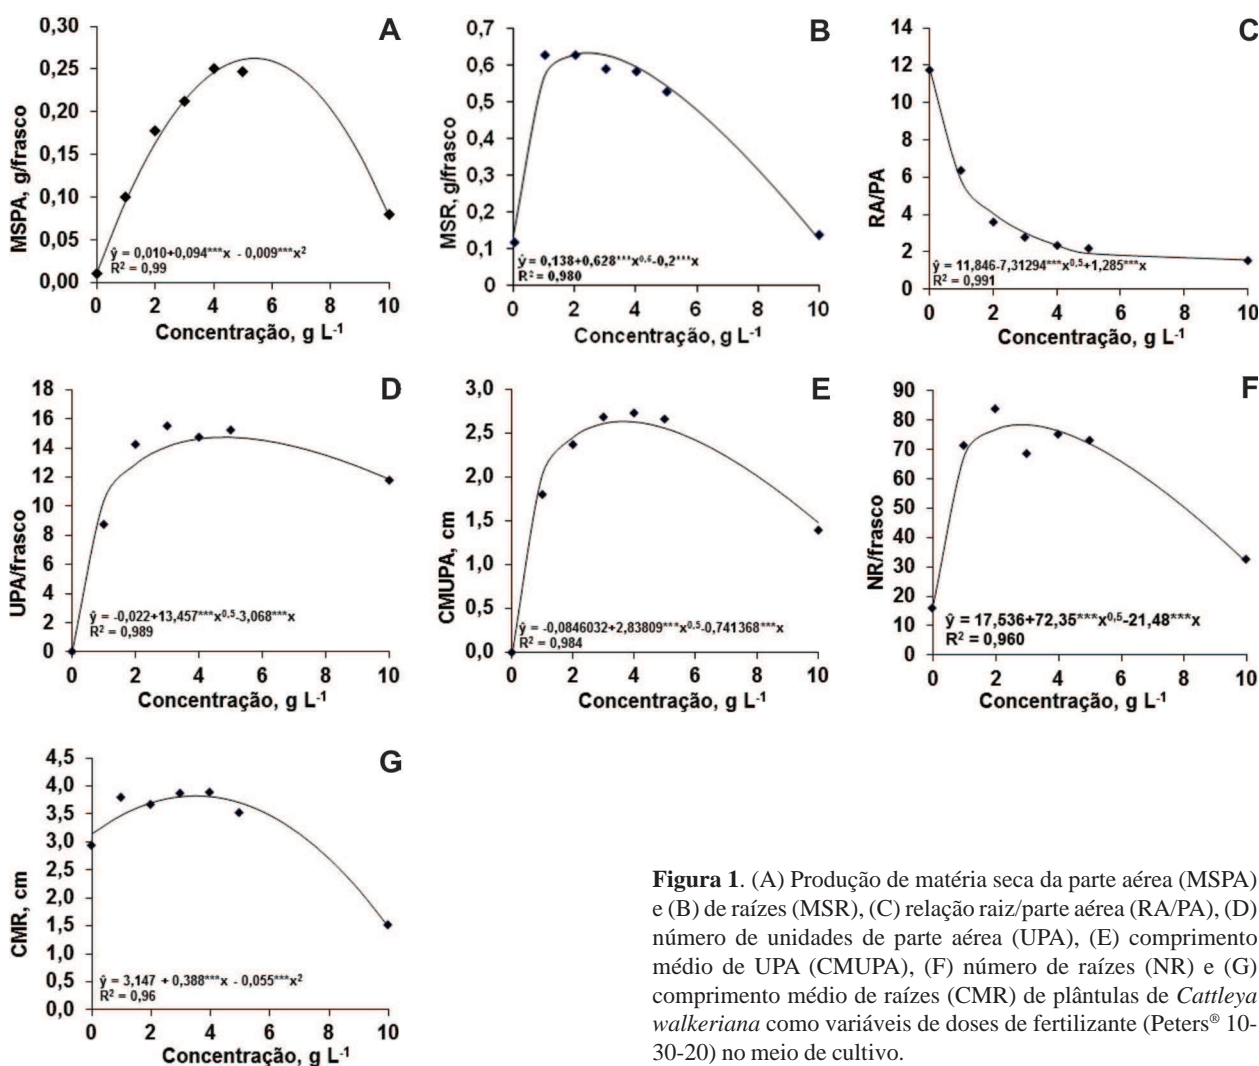 A
0,30
0,25
0,20
0,15
0,10
0,05
0,00
MSPA, g/frasco
ŷ = 0,010+0,094***x - 0,009***x²
R² = 0,99
0 2 4 6 8 10
Concentração, g L⁻¹
B
0,7
0,6
0,5
0,4
0,3
0,2
0,1
0
MSR, g/frasco
ŷ = 0,138+0,628***x⁰·⁵-0,2***x
R² = 0,980
0 2 4 6 8 10
Concentração, g L⁻¹
C
14
12
10
8
6
4
2
0
RA/PA
ŷ = 11,846-7,31294***x⁰,⁵+1,285***x
R² = 0,991
0 2 4 6 8 10
Concentração, g L⁻¹
D
18
16
14
12
10
8
6
4
2
0
UPA/frasco
ŷ = -0,022+13,457***x⁰,⁵-3,068***x
R² = 0,989
0 2 4 6 8 10
Concentração, g L⁻¹
E
3,0
2,5
2,0
1,5
1,0
0,5
0,0
CMUPA, cm
ŷ = -0,0846032+2,83809***x⁰,⁵-0,741368***x
R² = 0,984
0 2 4 6 8 10
Concentração, g L⁻¹
F
90
80
70
60
50
40
30
20
10
0
NR/frasco
ŷ = 17,536+72,35***x⁰,⁵-21,48***x
R² = 0,960
0 2 4 6 8 10
Concentração, g L⁻¹
G
4,5
4,0
3,5
3,0
2,5
2,0
1,5
1,0
0,5
0,0
CMR, cm
ŷ = 3,147 + 0,388***x - 0,055***x²
R² = 0,96
0 2 4 6 8 10
Concentração, g L⁻¹
Figura 1. (A) Produção de matéria seca da parte aérea (MSPA)
e (B) de raízes (MSR), (C) relação raiz/parte aérea (RA/PA), (D)
número de unidades de parte aérea (UPA), (E) comprimento
médio de UPA (CMUPA), (F) número de raízes (NR) e (G)
comprimento médio de raízes (CMR) de plântulas de Cattleya
walkeriana como variáveis de doses de fertilizante (Peters® 10-
30-20) no meio de cultivo.